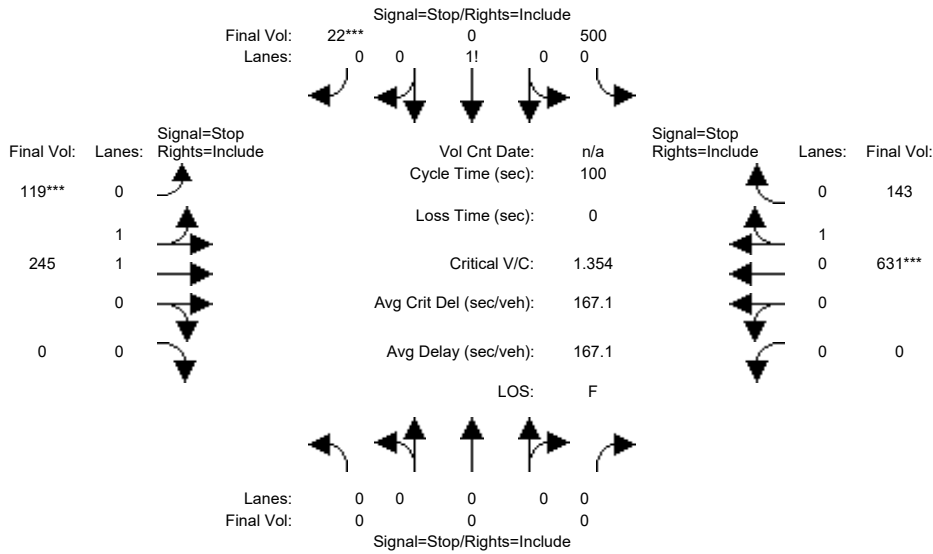 Signal=Stop/Rights=Include
Final Vol: 22*** 0 500
Lanes: 0 0 1! 0 0
Signal=Stop
Final Vol: Lanes: Rights=Include
Vol Cnt Date: n/a
Signal=Stop
Rights=Include Lanes: Final Vol:
Cycle Time (sec): 100
119*** 0
0 143
Loss Time (sec): 0
1
1
245 1
Critical V/C: 1.354
0 631***
0
Avg Crit Del (sec/veh): 167.1
0
0 0
Avg Delay (sec/veh): 167.1
0 0
LOS: F
Lanes: 0 0 0 0 0
Final Vol: 0 0 0
Signal=Stop/Rights=Include